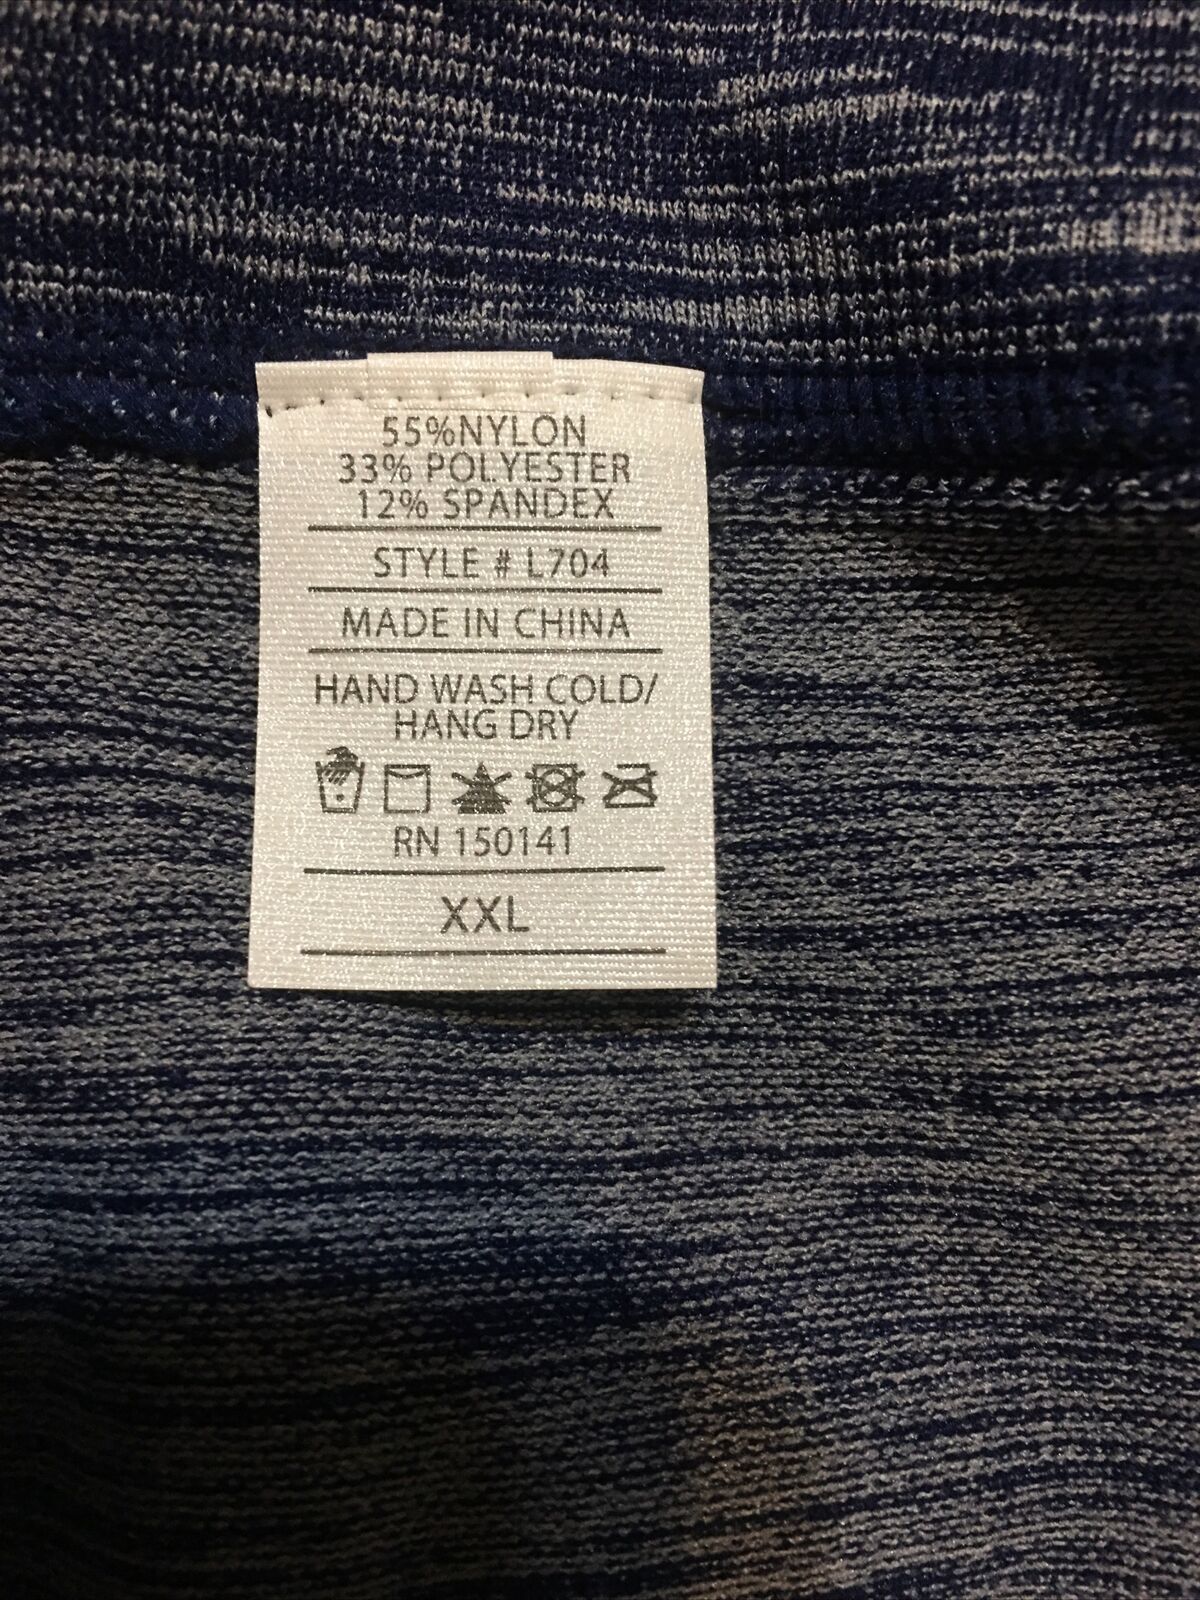 55%NYLON
33% POLYESTER
12% SPANDEX
STYLE # L704
MADE IN CHINA
HAND WASH COLD/
HANG DRY
RN 150141
XXL